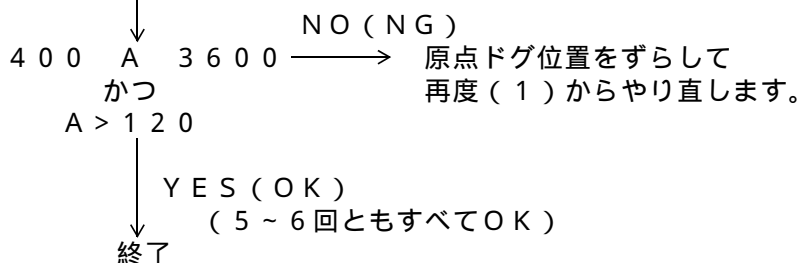 NO(NG)
400 A 3600 原点ドグ位置をずらして
かつ 再度(1)からやり直します。
A>120
YES(OK)
(5~6回ともすべてOK)
終了